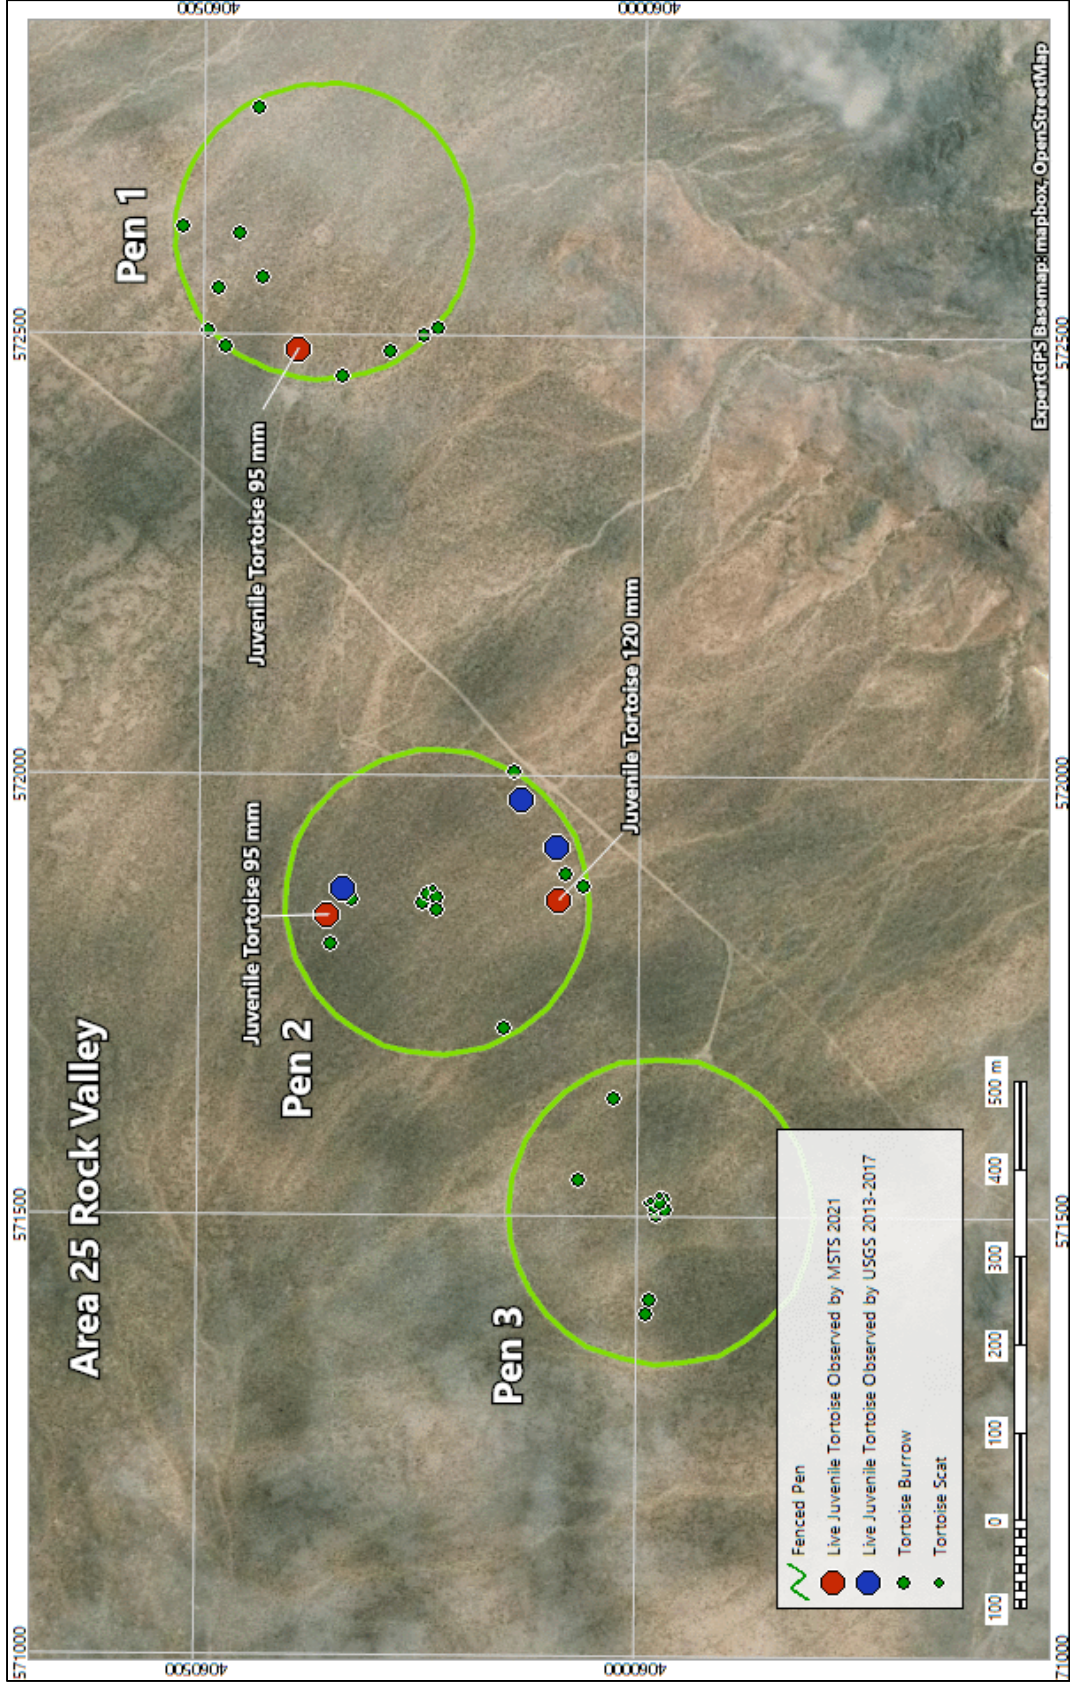 Area 25 Rock Valley
Pen 1
Pen 2
Pen 3
Juvenile Tortoise 95 mm
Juvenile Tortoise 95 mm
Juvenile Tortoise 120 mm
571000
571500
572000
572500
71000
571500
572000
572500
4060500
4060000
4060500
4060000
Fenced Pen
Live Juvenile Tortoise Observed by MSTS 2021
Live Juvenile Tortoise Observed by USGS 2013-2017
Tortoise Burrow
Tortoise Scat
100 0 100 200 300 400 500 m
ExpertGPS Basemap: mapbox, OpenStreetMap